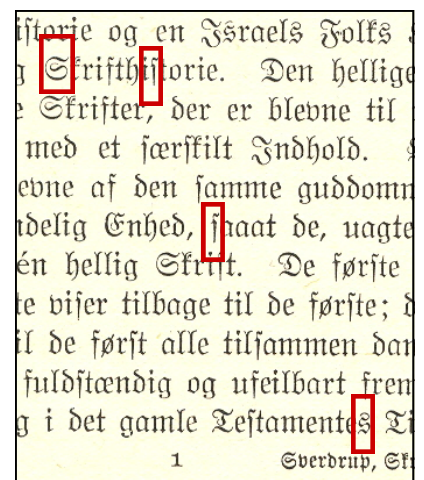 iſtorie og en Israels Folks
Skrifthiſtorie. Den hellige
Skrifter, der er blevne til
med et ſærſkilt Indhold.
evne af den ſamme guddomm
ndelig Enhed, ſaaat de, uagte
én hellig Skrift. De førſte
te viſer tilbage til de førſte; d
il de førſt alle tilſammen dan
fuldſtændig og ufeilbart frem
g i det gamle Teſtamentes Ti
1 Sverdrup, Skr